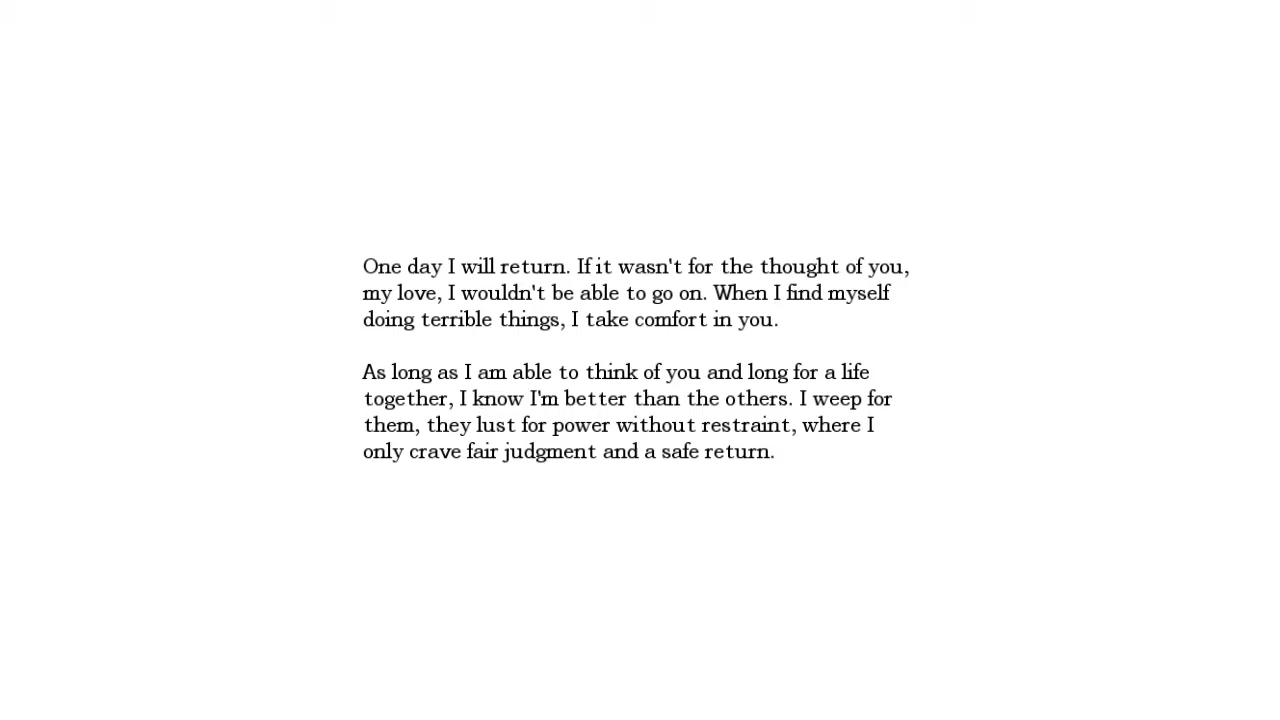 One day I will return. If it wasn't for the thought of you,
my love, I wouldn't be able to go on. When I find myself
doing terrible things, I take comfort in you.
As long as I am able to think of you and long for a life
together, I know I'm better than the others. I weep for
them, they lust for power without restraint, where I
only crave fair judgment and a safe return.